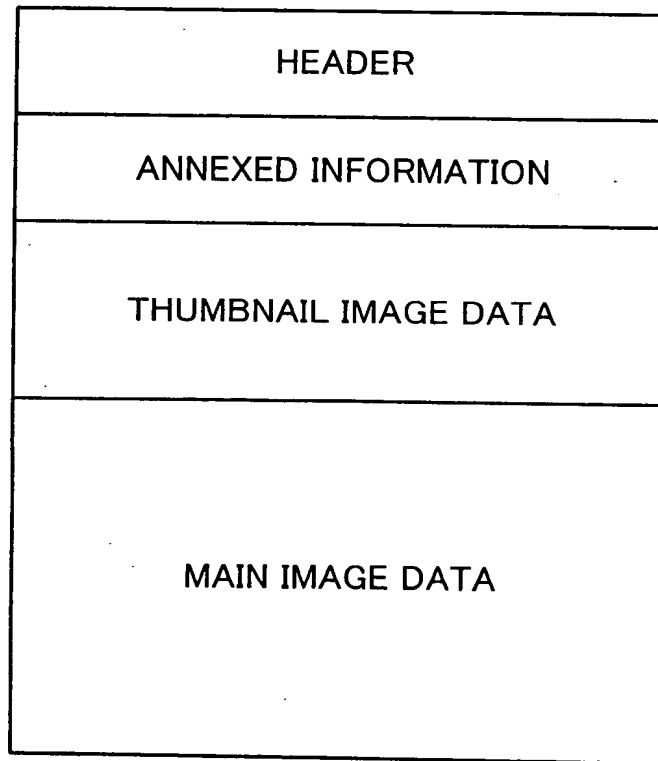 HEADER
ANNEXED INFORMATION
THUMBNAIL IMAGE DATA
MAIN IMAGE DATA